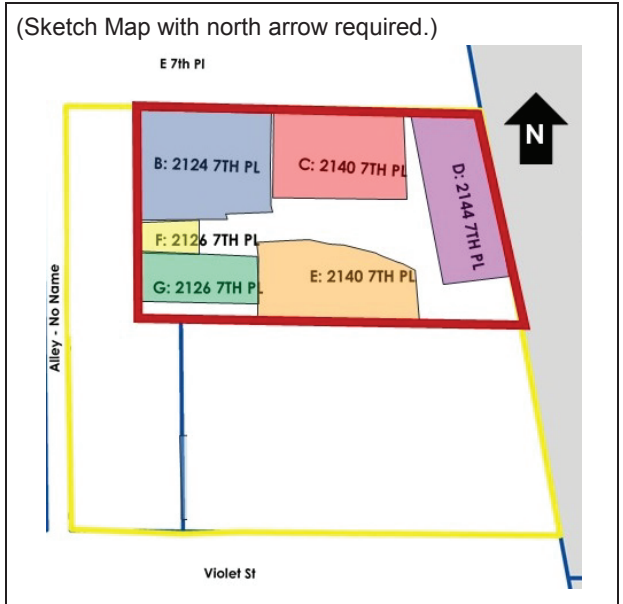 (Sketch Map with north arrow required.)
E 7th Pl
N
B: 2124 7TH PL
C: 2140 7TH PL
D: 2144 7TH PL
F: 2126 7TH PL
G: 2126 7TH PL
E: 2140 7TH PL
Alley - No Name
Violet St